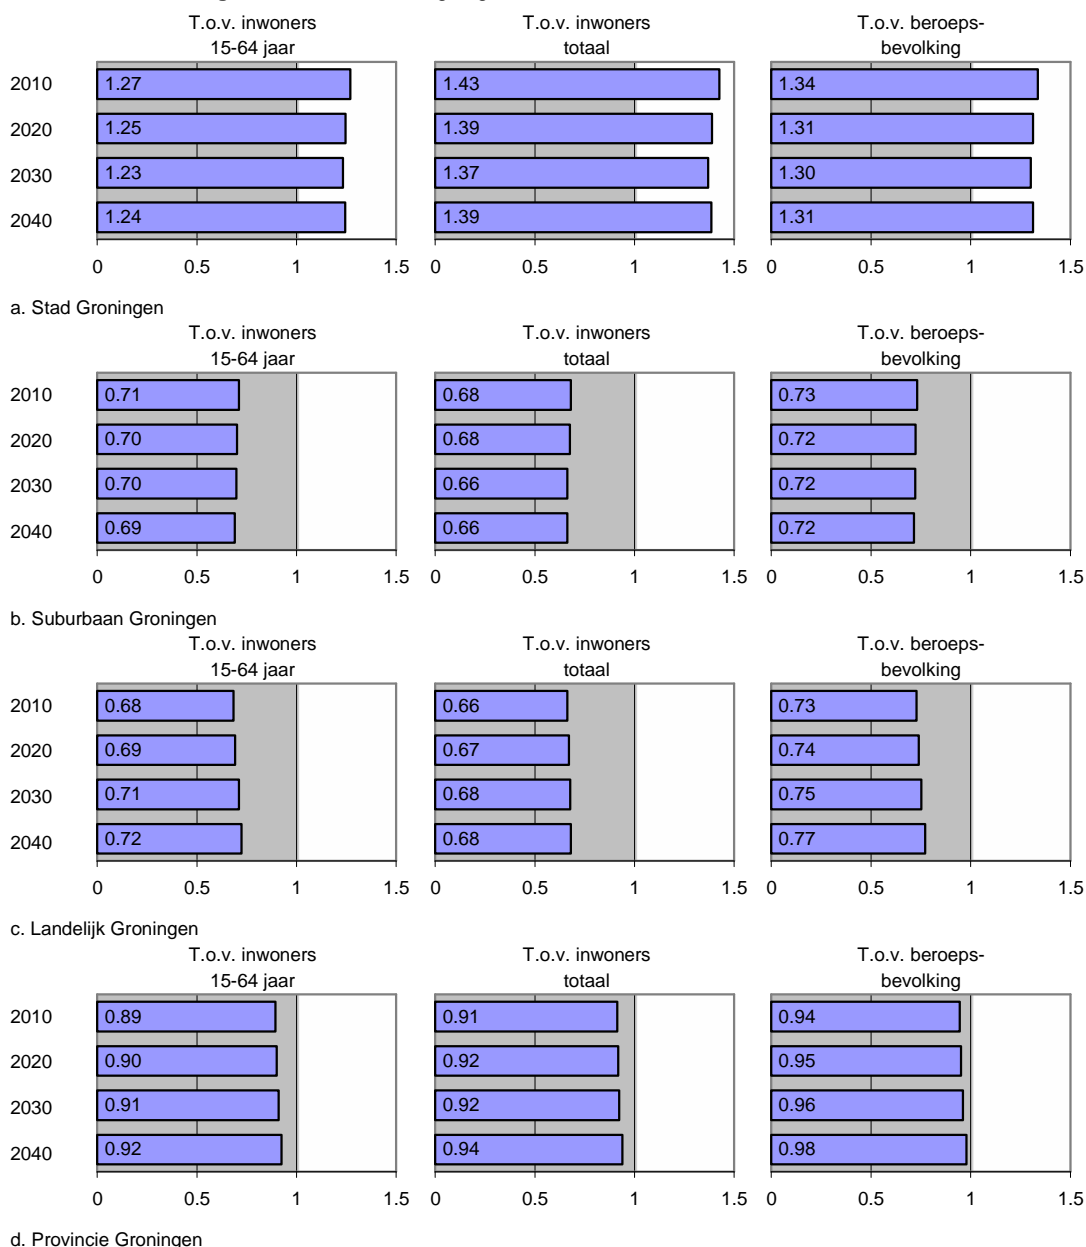 T.o.v. inwoners T.o.v. inwoners T.o.v. beroeps-
15-64 jaar totaal bevolking
2010 1.27 1.43 1.34
2020 1.25 1.39 1.31
2030 1.23 1.37 1.30
2040 1.24 1.39 1.31
0 0.5 1 1.5 0 0.5 1 1.5 0 0.5 1 1.5
a. Stad Groningen
T.o.v. inwoners T.o.v. inwoners T.o.v. beroeps-
15-64 jaar totaal bevolking
2010 0.71 0.68 0.73
2020 0.70 0.68 0.72
2030 0.70 0.66 0.72
2040 0.69 0.66 0.72
0 0.5 1 1.5 0 0.5 1 1.5 0 0.5 1 1.5
b. Suburbaan Groningen
T.o.v. inwoners T.o.v. inwoners T.o.v. beroeps-
15-64 jaar totaal bevolking
2010 0.68 0.66 0.73
2020 0.69 0.67 0.74
2030 0.71 0.68 0.75
2040 0.72 0.68 0.77
0 0.5 1 1.5 0 0.5 1 1.5 0 0.5 1 1.5
c. Landelijk Groningen
T.o.v. inwoners T.o.v. inwoners T.o.v. beroeps-
15-64 jaar totaal bevolking
2010 0.89 0.91 0.94
2020 0.90 0.92 0.95
2030 0.91 0.92 0.96
2040 0.92 0.94 0.98
0 0.5 1 1.5 0 0.5 1 1.5 0 0.5 1 1.5
d. Provincie Groningen